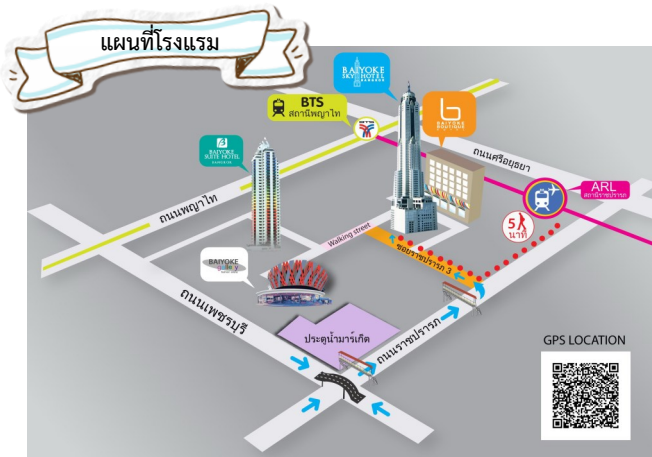 แผนที่โรงแรม
BAIYOKE
SKY HOTEL
BANGKOK
BTS
สถานีพญาไท
b
BAIYOKE
BOUTIQUE
BAIYOKE
SUITE HOTEL
BANGKOK
ถนนศรีอยุธยา
ARL
สถานีราชปรารภ
ถนนพญาไท
5
นาที
Walking street
ซอยราชปรารภ 3
BAIYOKE
gallery
ถนนเพชรบุรี
ประตูน้ำมาร์เก็ต
ถนนราชปรารภ
GPS LOCATION